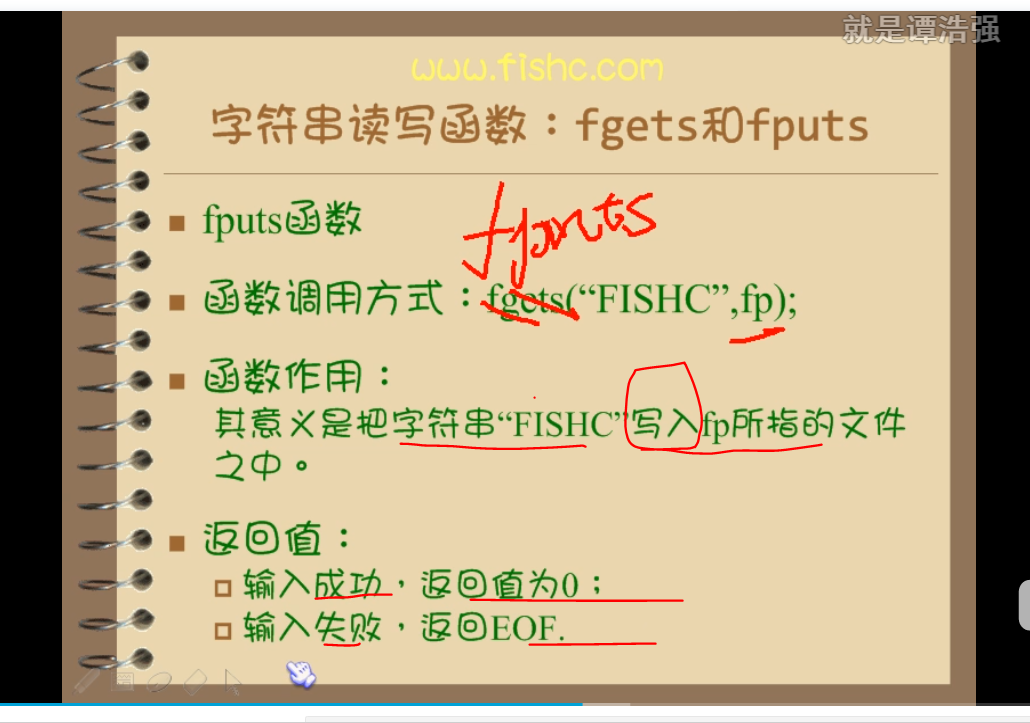 就是谭浩强
www.fishc.com
字符串读写函数：fgets和fputs
fputs函数
fputs
函数调用方式：fgets(“FISHC”,fp);
函数作用：
其意义是把字符串“FISHC”写入fp所指的文件
之中。
返回值：
输入成功，返回值为0；
输入失败，返回EOF.